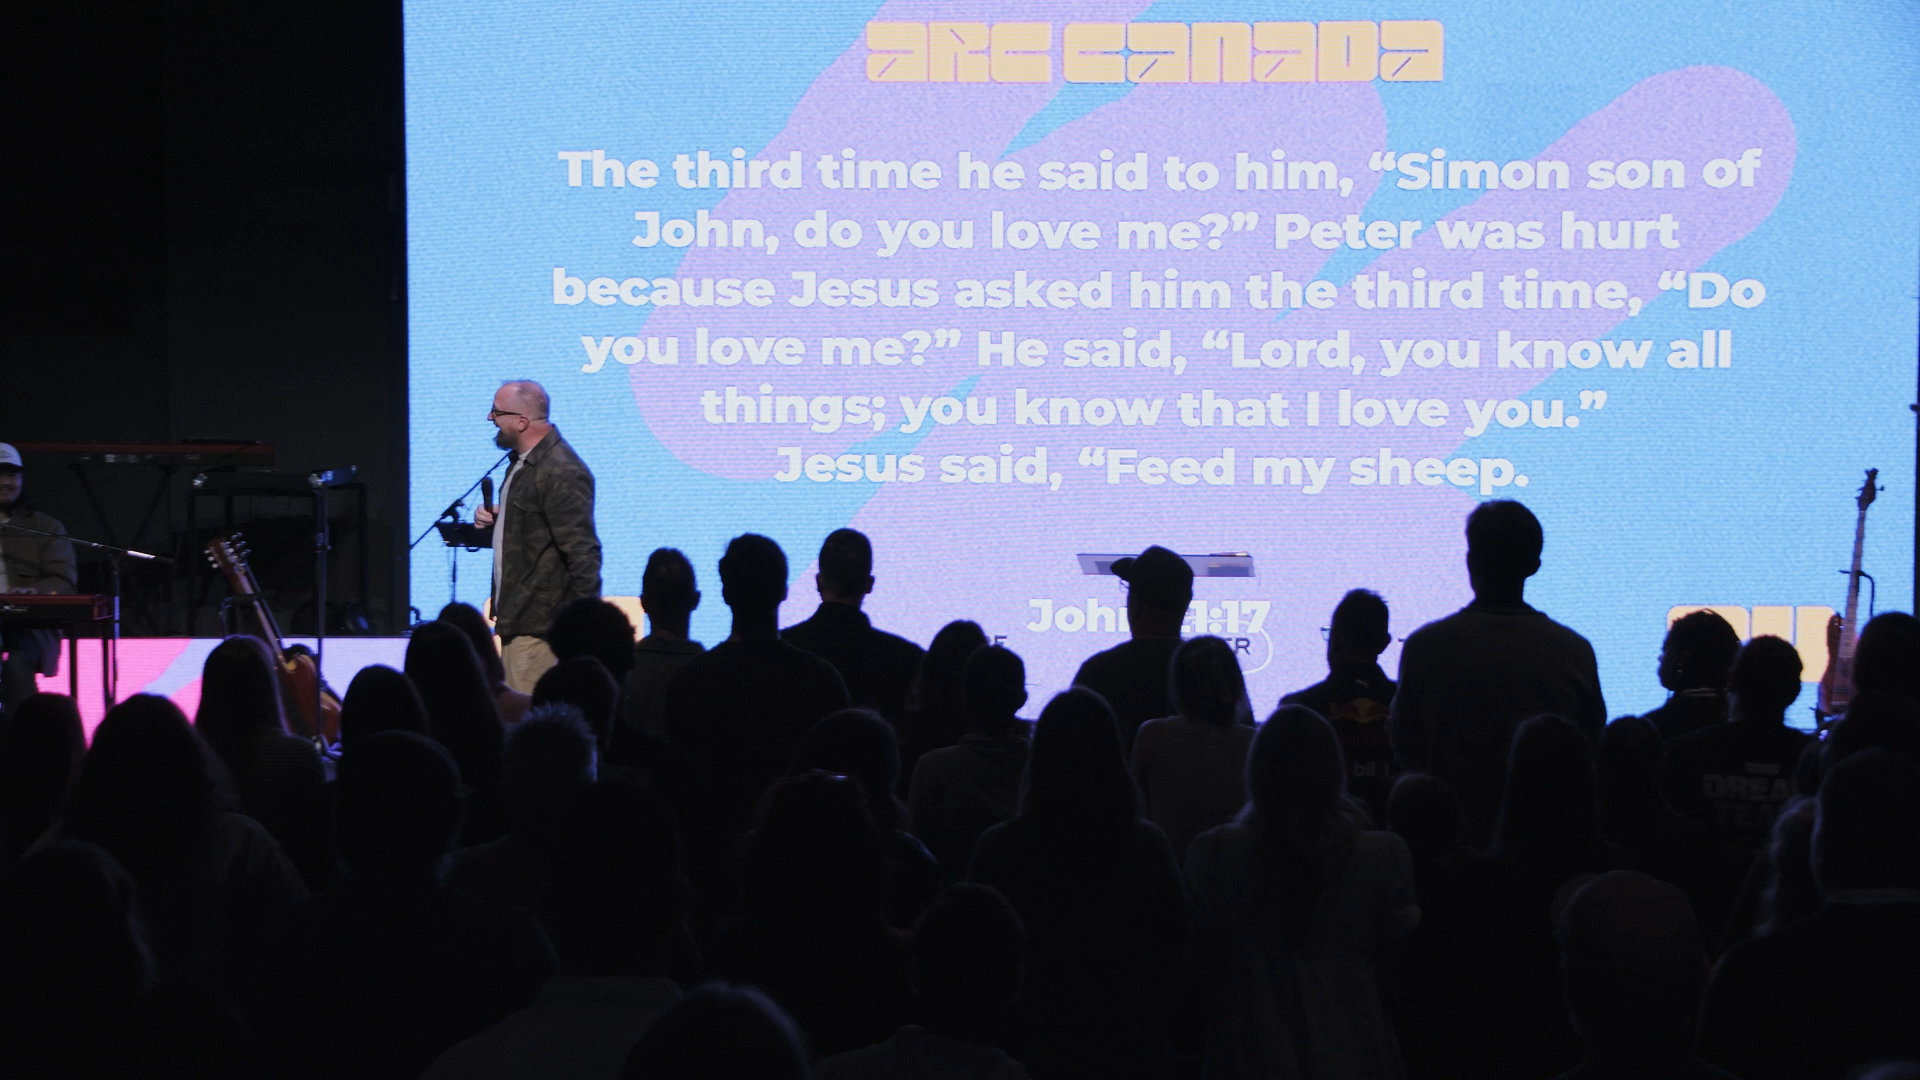 ARC CANADA
The third time he said to him, “Simon son of
John, do you love me?” Peter was hurt
because Jesus asked him the third time, “Do
you love me?” He said, “Lord, you know all
things; you know that I love you.”
Jesus said, “Feed my sheep.